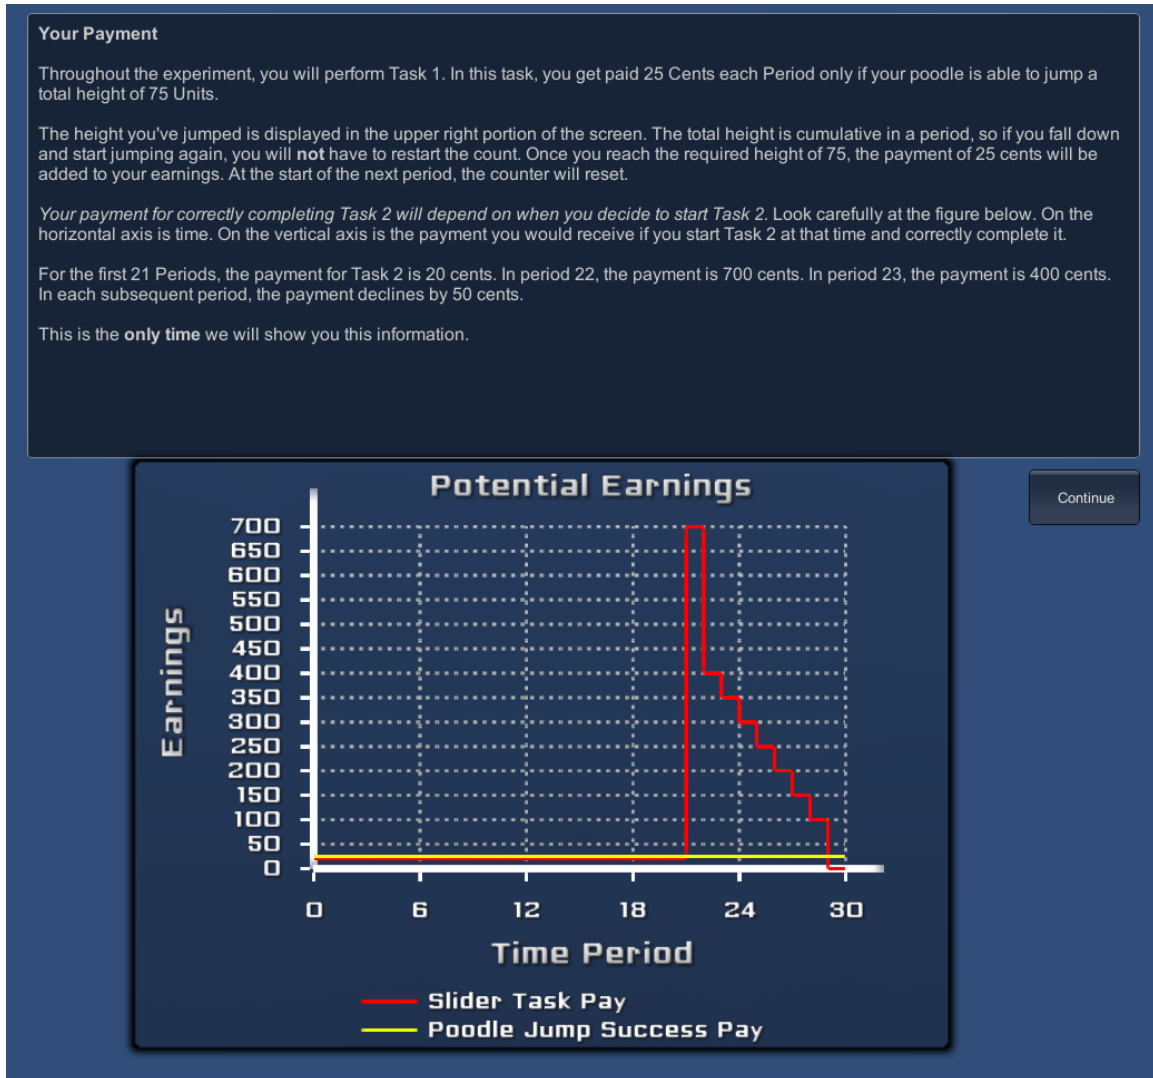 Your Payment
Throughout the experiment, you will perform Task 1. In this task, you get paid 25 Cents each Period only if your poodle is able to jump a
total height of 75 Units.
The height you've jumped is displayed in the upper right portion of the screen. The total height is cumulative in a period, so if you fall down
and start jumping again, you will not have to restart the count. Once you reach the required height of 75, the payment of 25 cents will be
added to your earnings. At the start of the next period, the counter will reset.
Your payment for correctly completing Task 2 will depend on when you decide to start Task 2. Look carefully at the figure below. On the
horizontal axis is time. On the vertical axis is the payment you would receive if you start Task 2 at that time and correctly complete it.
For the first 21 Periods, the payment for Task 2 is 20 cents. In period 22, the payment is 700 cents. In period 23, the payment is 400 cents.
In each subsequent period, the payment declines by 50 cents.
This is the only time we will show you this information.
Continue
Potential Earnings
Earnings
700
650
600
550
500
450
400
350
300
250
200
150
100
50
0
0 6 12 18 24 30
Time Period
Slider Task Pay
Poodle Jump Success Pay